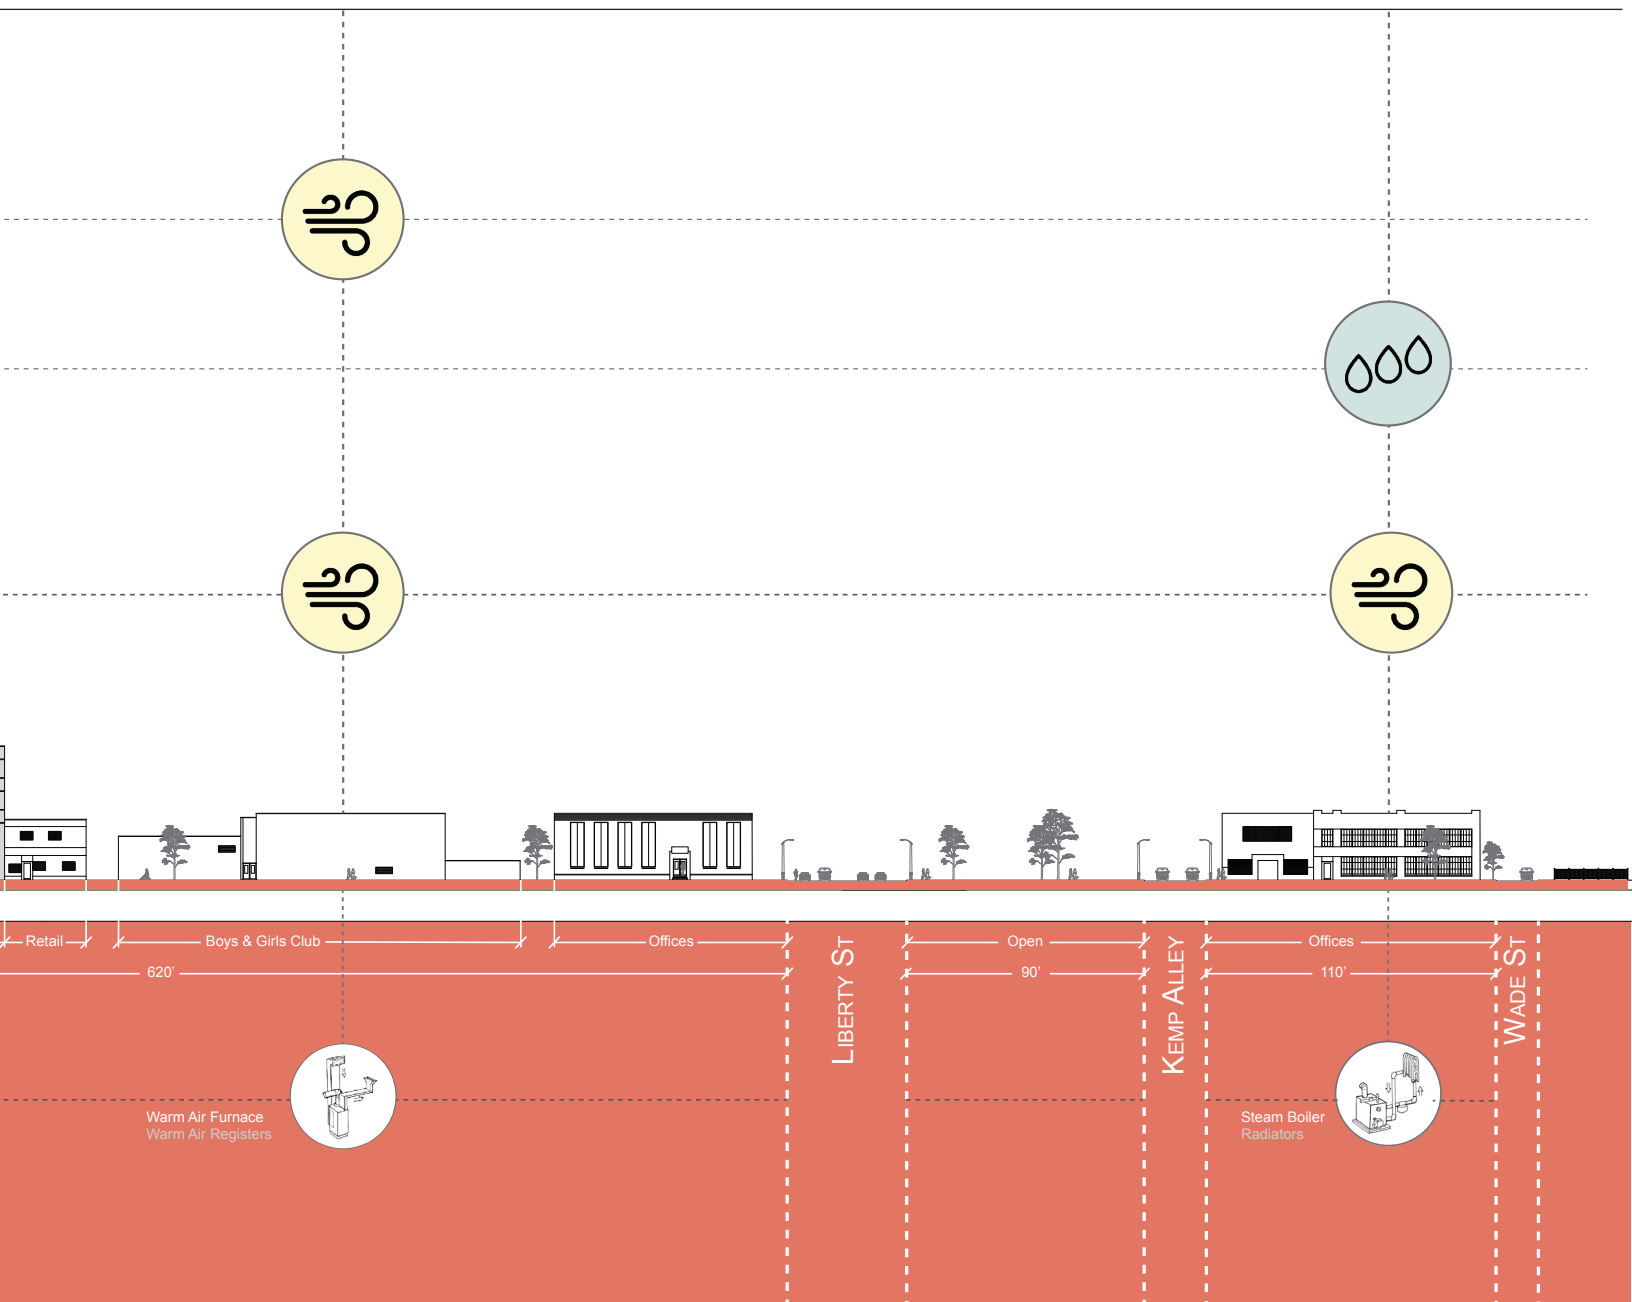 Retail
Boys & Girls Club
Offices
Open
Offices
620'
90'
110'
Liberty St
Kemp Alley
Wade St
Warm Air Furnace
Warm Air Registers
Steam Boiler
Radiators